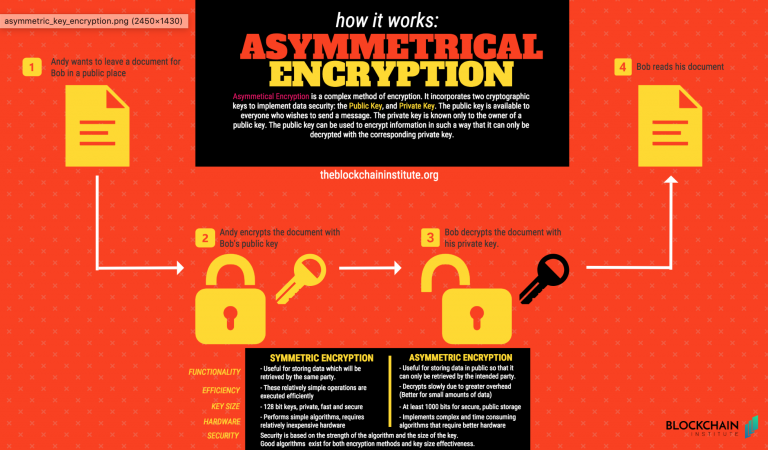 asymmetric_key_encryption.png (2450×1430)
how it works:
ASYMMETRICAL
ENCRYPTION
Asymetical Encryption is a complex method of encryption. It incorporates two cryptographic
keys to implement data security: the Public Key, and Private Key. The public key is available to
everyone who wishes to send a message. The private key is known only to the owner of a
public key. The public key can be used to encrypt information in such a way that it can only be
decrypted with the corresponding private key.
theblockchaininstitute.org
1
Andy wants to leave a document for
Bob in a public place
2
Andy encrypts the document with
Bob's public key
3
Bob decrypts the document with
his private key.
4
Bob reads his document
SYMMETRIC ENCRYPTION
ASYMMETRIC ENCRYPTION
FUNCTIONALITY
- Useful for storing data which will be
retrieved by the same party.
- Useful for storing data in public so that it
can only be retrieved by the intended party.
EFFICIENCY
- These relatively simple operations are
executed efficiently
- Decrypts slowly due to greater overhead
(Better for small amounts of data)
KEY SIZE
- 128 bit keys, private, fast and secure
- At least 1000 bits for secure, public storage
HARDWARE
- Performs simple algorithms, requires
relatively inexpensive hardware
- Implements complex and time consuming
algorithms that require better hardware
SECURITY
Security is based on the strength of the algorithm and the size of the key.
Good algorithms exist for both encryption methods and key size effectiveness.
BLOCKCHAIN
INSTITUTE